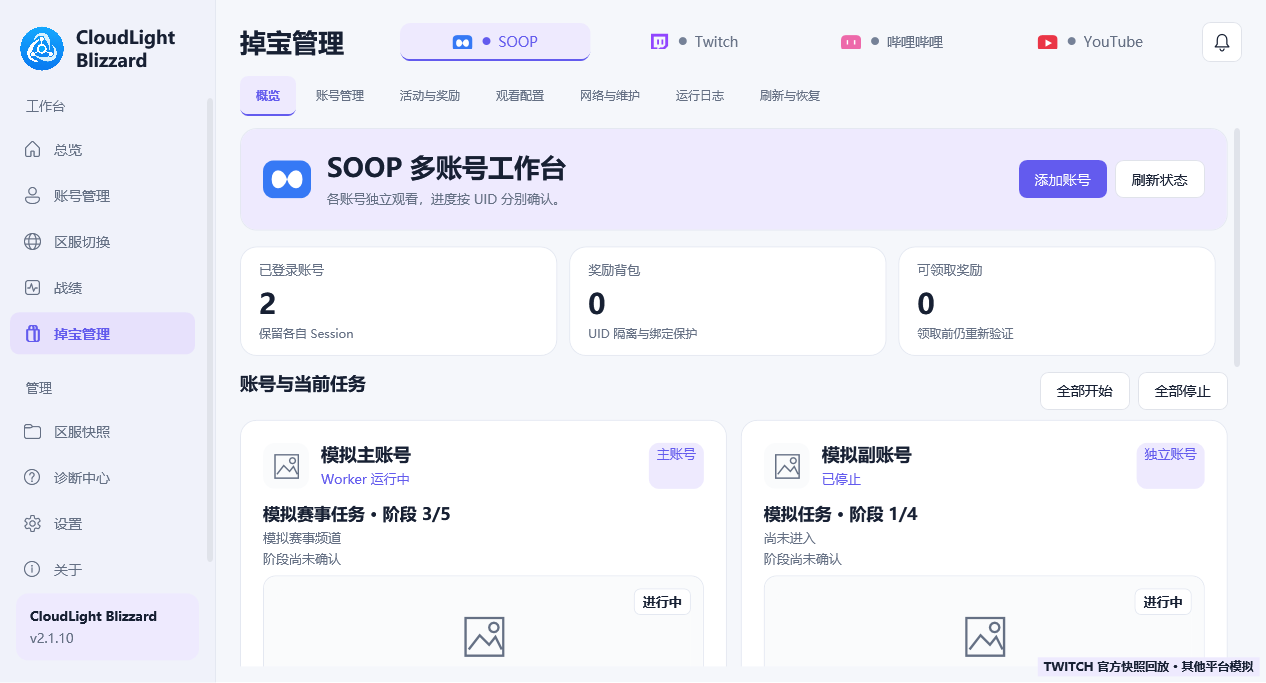 CloudLight
Blizzard
工作台
总览
账号管理
区服切换
战绩
掉宝管理
管理
区服快照
诊断中心
设置
关于
CloudLight Blizzard
v2.1.10
掉宝管理
SOOP
Twitch
哔哩哔哩
YouTube
概览
账号管理
活动与奖励
观看配置
网络与维护
运行日志
刷新与恢复
SOOP 多账号工作台
各账号独立观看，进度按 UID 分别确认。
添加账号
刷新状态
已登录账号
2
保留各自 Session
奖励背包
0
UID 隔离与绑定保护
可领取奖励
0
领取前仍重新验证
账号与当前任务
全部开始
全部停止
模拟主账号
Worker 运行中
主账号
模拟赛事任务 • 阶段 3/5
模拟赛事频道
阶段尚未确认
进行中
模拟副账号
已停止
独立账号
模拟任务 • 阶段 1/4
尚未进入
阶段尚未确认
进行中
TWITCH 官方快照回放 • 其他平台模拟